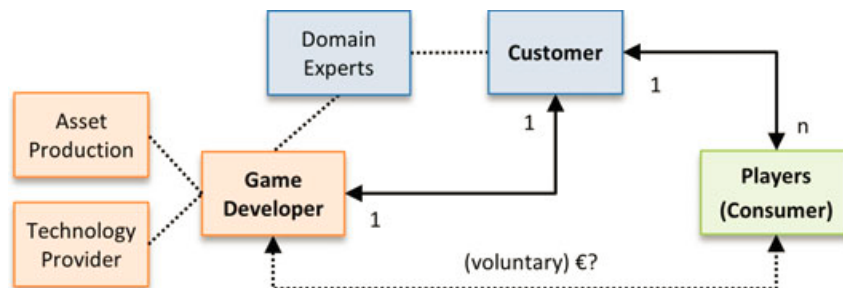 Domain
Experts
Customer
1
1
n
Asset
Production
Game
Developer
1
Players
(Consumer)
Technology
Provider
(voluntary) €?